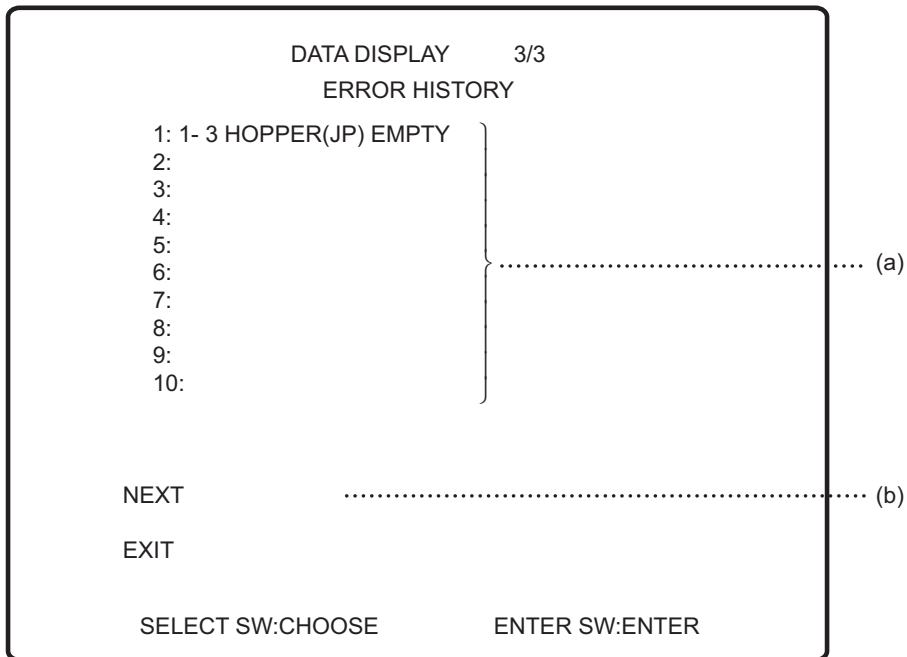 DATA DISPLAY 3/3
ERROR HISTORY
1: 1- 3 HOPPER(JP) EMPTY
2:
3:
4:
5:
6:
7:
8:
9:
10:
(a)
NEXT (b)
EXIT
SELECT SW:CHOOSE ENTER SW:ENTER